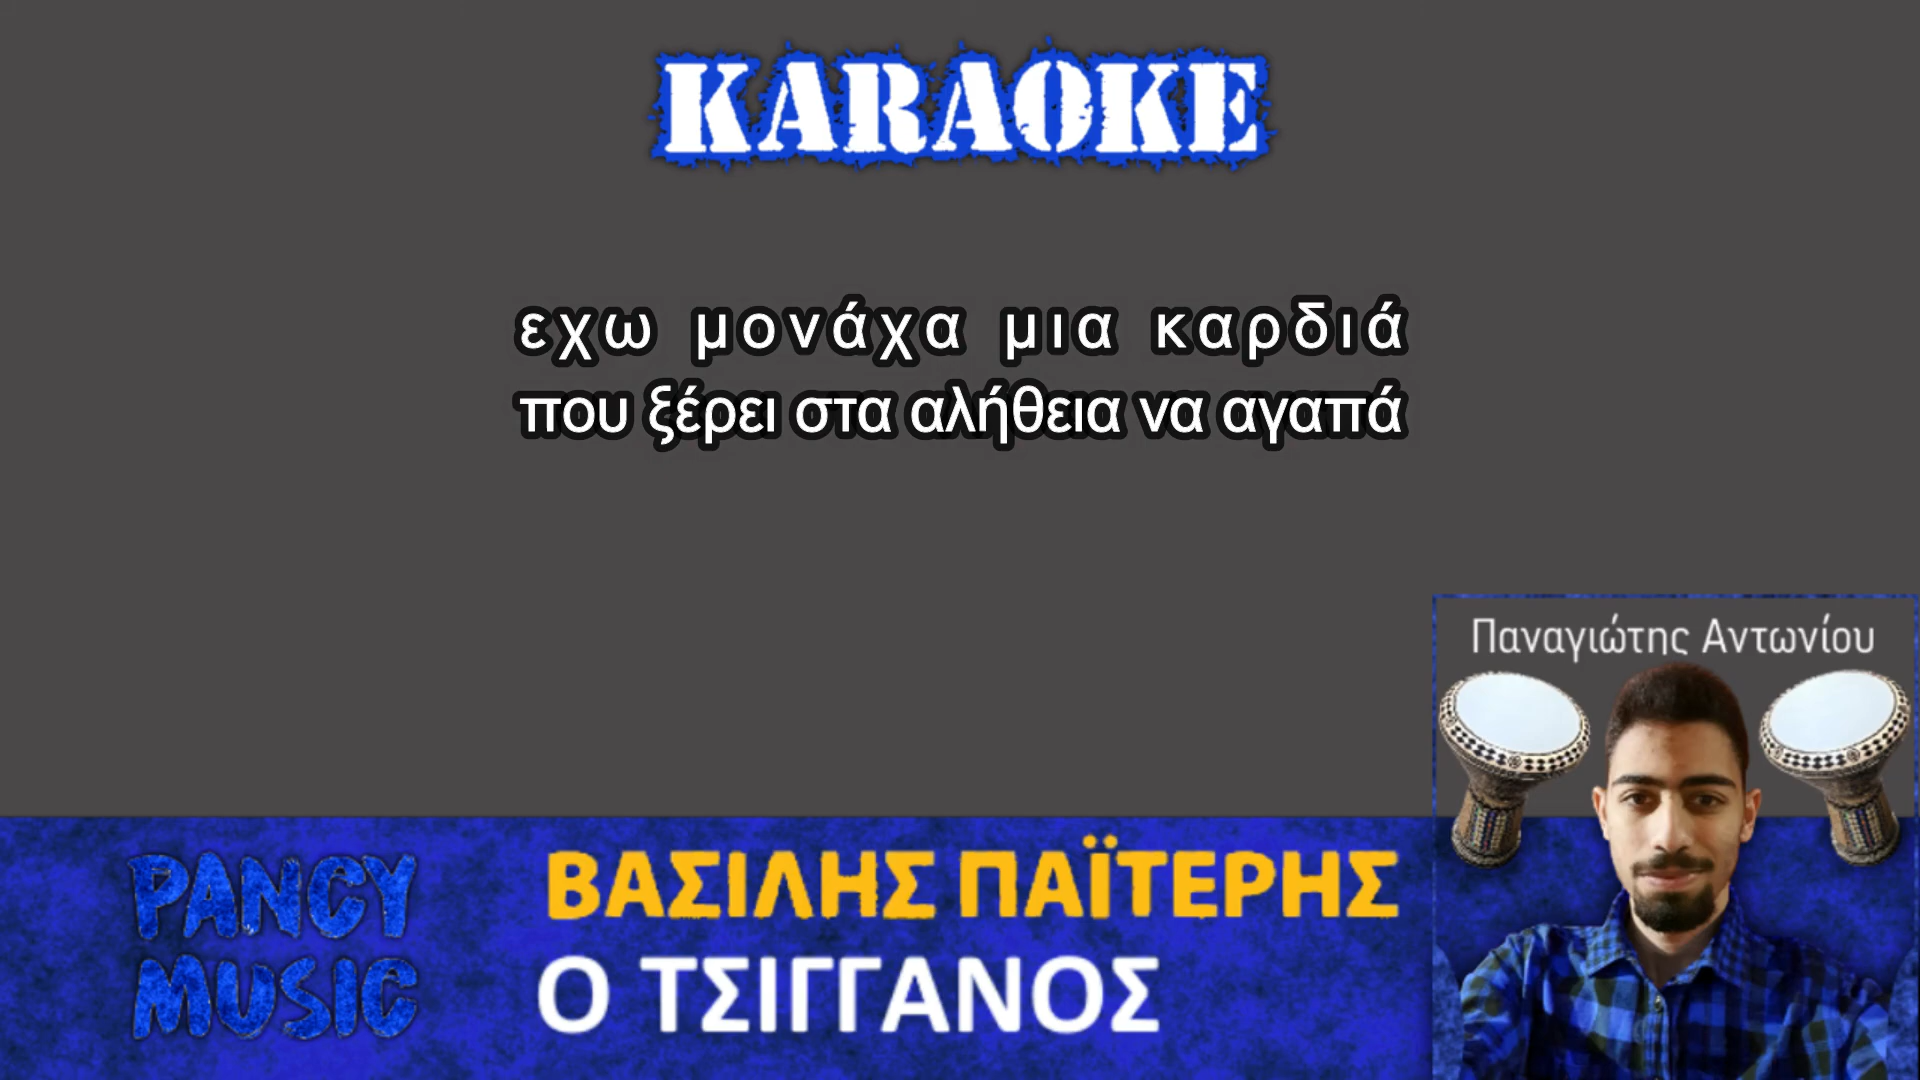 KARAOKE
εχω μονάχα μια καρδιά
που ξέρει στα αλήθεια να αγαπά
Παναγιώτης Αντωνίου
PANCY
MUSIC
ΒΑΣΙΛΗΣ ΠΑΪΤΕΡΗΣ
Ο ΤΣΙΓΓΑΝΟΣ